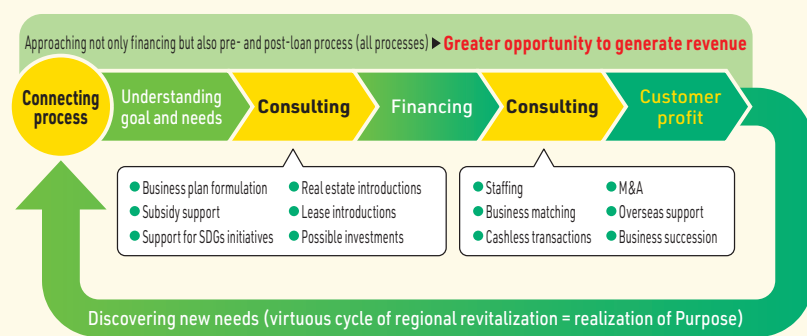 Approaching not only financing but also pre- and post-loan process (all processes) ▶ Greater opportunity to generate revenue
Connecting
process
Understanding
goal and needs
Consulting
Financing
Consulting
Customer
profit
● Business plan formulation
● Subsidy support
● Support for SDGs initiatives
● Real estate introductions
● Lease introductions
● Possible investments
● Staffing
● Business matching
● Cashless transactions
● M&A
● Overseas support
● Business succession
Discovering new needs (virtuous cycle of regional revitalization = realization of Purpose)